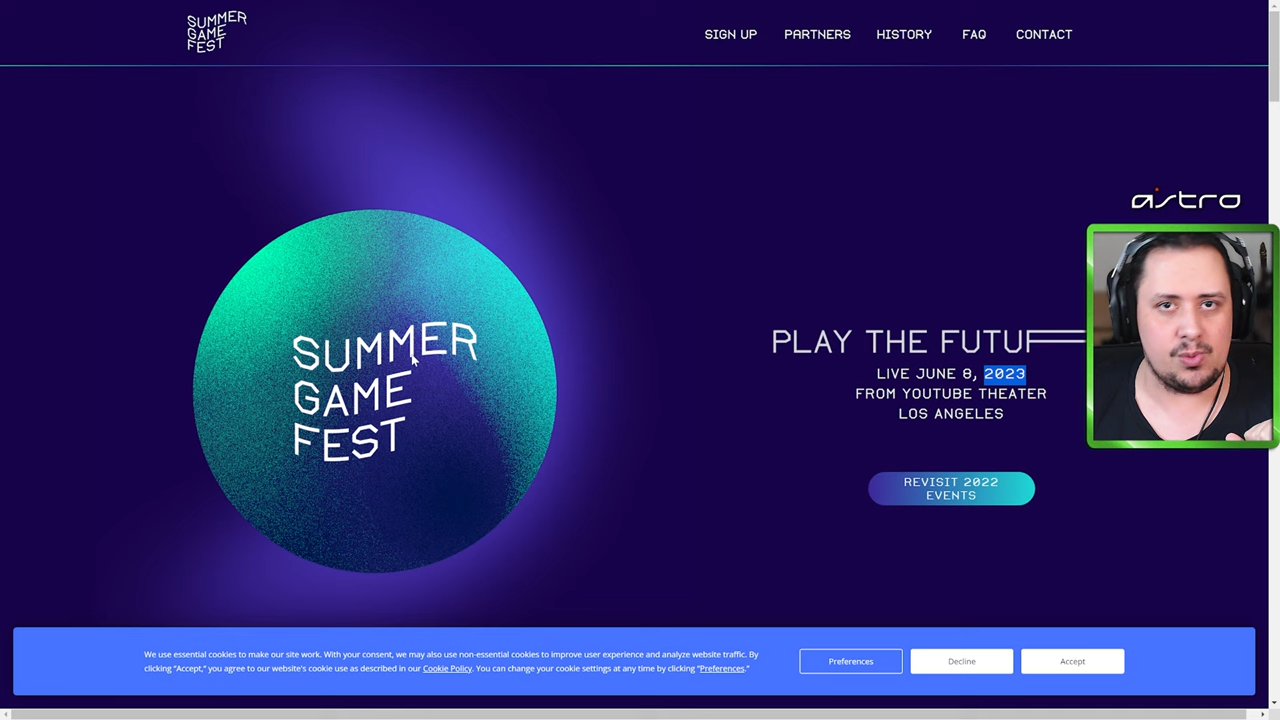 SUMMER
GAME
FEST
SIGN UP
PARTNERS
HISTORY
FAQ
CONTACT
astro
SUMMER
GAME
FEST
PLAY THE FUTU
LIVE JUNE 8, 2023
FROM YOUTUBE THEATER
LOS ANGELES
REVISIT 2022
EVENTS
We use essential cookies to make our site work. With your consent, we may also use non-essential cookies to improve user experience and analyze website traffic. By
clicking “Accept,” you agree to our website's cookie use as described in our Cookie Policy. You can change your cookie settings at any time by clicking “Preferences.”
Preferences
Decline
Accept